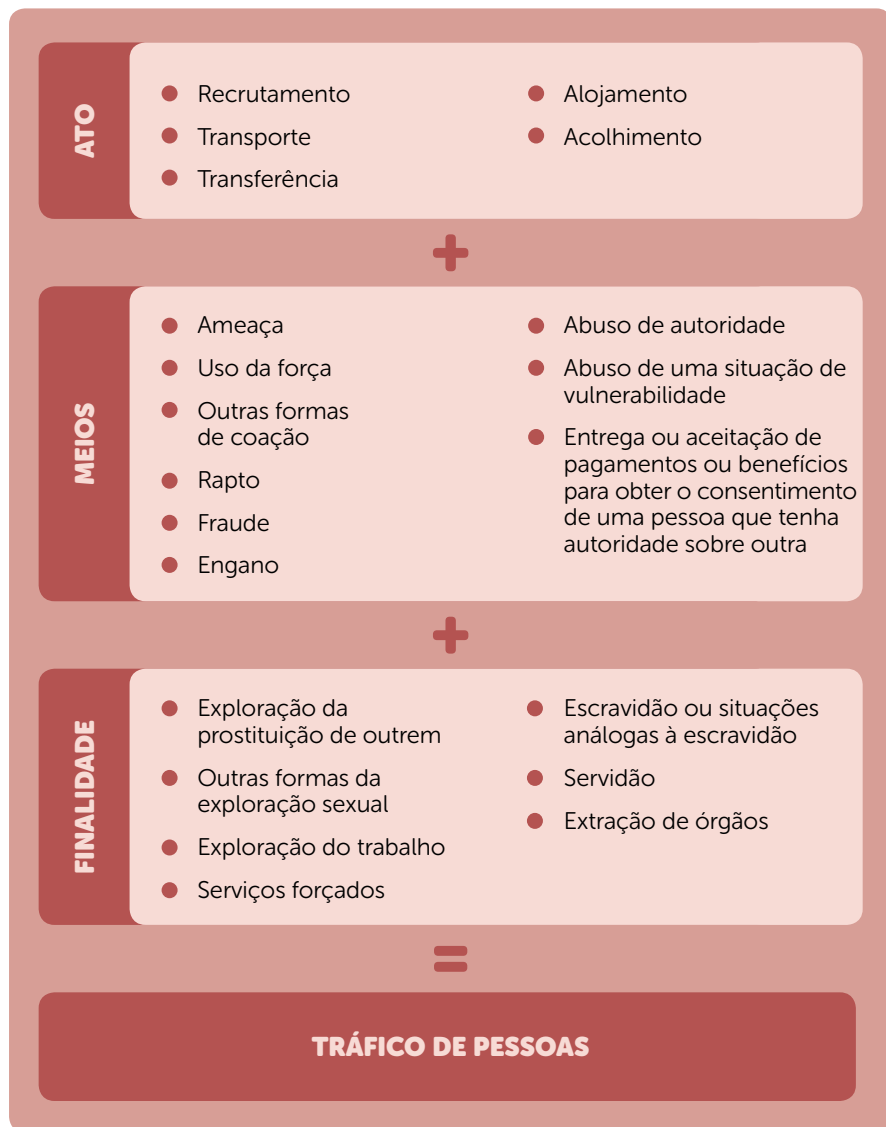 ATO
Recrutamento
Transporte
Transferência
Alojamento
Acolhimento
+
MEIOS
Ameaça
Uso da força
Outras formas
de coação
Rapto
Fraude
Engano
Abuso de autoridade
Abuso de uma situação de
vulnerabilidade
Entrega ou aceitação de
pagamentos ou benefícios
para obter o consentimento
de uma pessoa que tenha
autoridade sobre outra
+
FINALIDADE
Exploração da
prostituição de outrem
Outras formas da
exploração sexual
Exploração do trabalho
Serviços forçados
Escravidão ou situações
análogas à escravidão
Servidão
Extração de órgãos
=
TRÁFICO DE PESSOAS